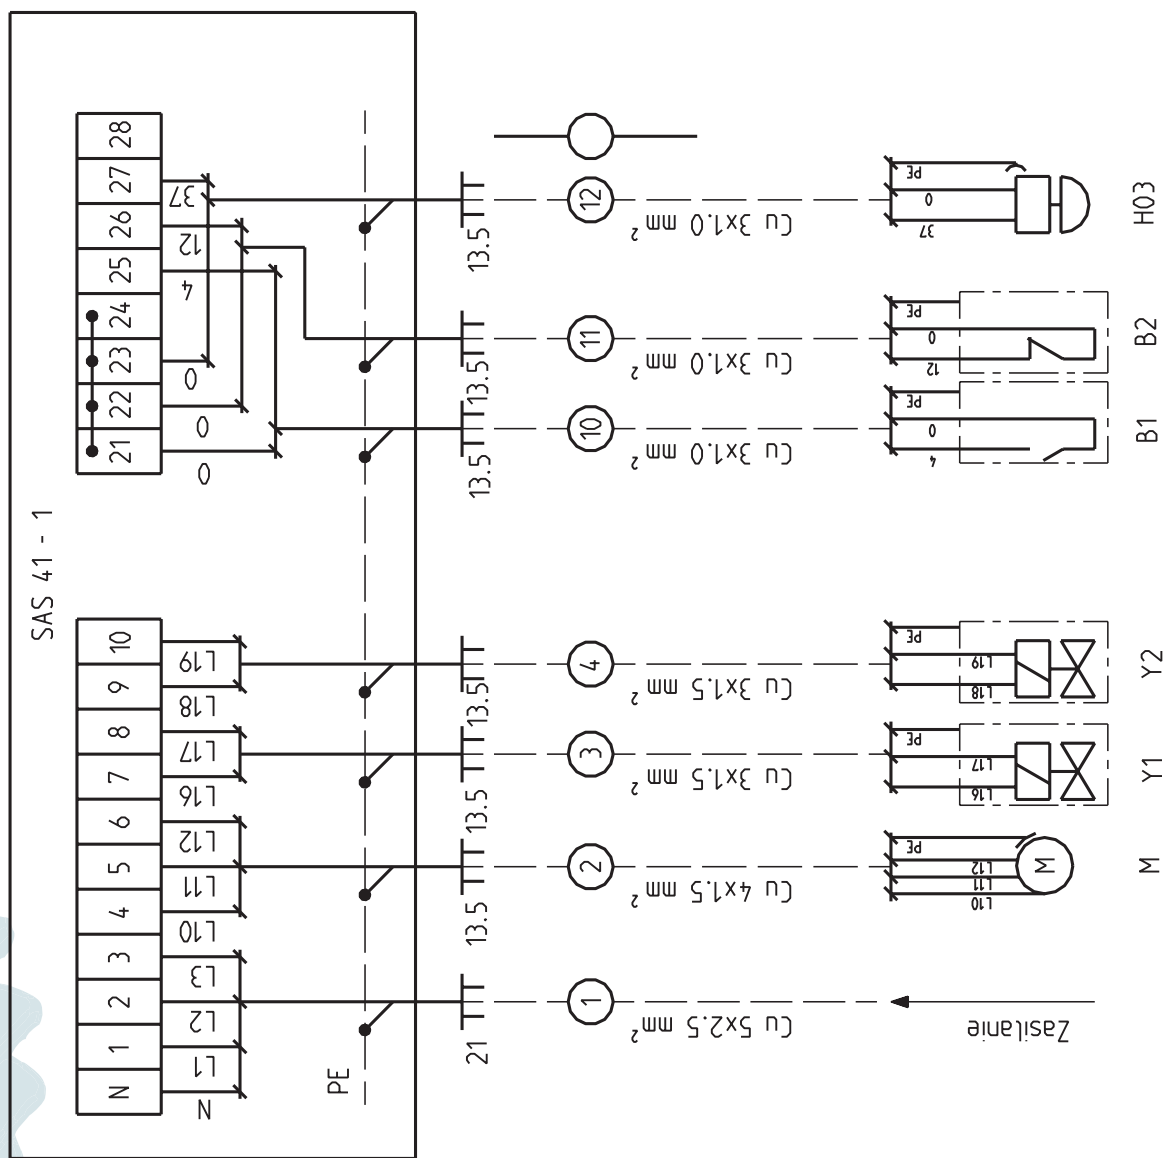 SAS 41 - 1
28
27
26
25
24
23
22
21
37
12
4
0
0
0
10
9
8
7
6
5
4
3
2
1
N
L19
L18
L17
L16
L12
L11
L10
L3
L2
L1
N
PE
13.5
13.5
13.5
13.5
13.5
13.5
21
12
11
10
4
3
2
1
Cu 3x1.0 mm²
Cu 3x1.0 mm²
Cu 3x1.0 mm²
Cu 3x1.5 mm²
Cu 3x1.5 mm²
Cu 4x1.5 mm²
Cu 5x2.5 mm²
PE
0
37
H03
PE
0
12
B2
PE
0
4
B1
PE
L19
L18
Y2
PE
L17
L16
Y1
PE
L12
L11
L10
M
M
Zasilanie